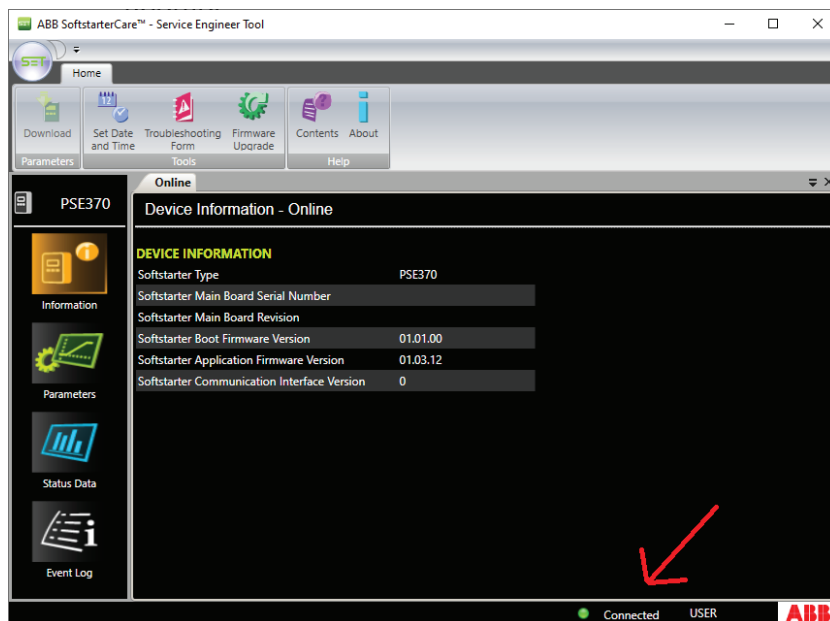 ABB SoftstarterCare™ - Service Engineer Tool
SET
Home
Download
Set Date and Time
Troubleshooting Form
Firmware Upgrade
Contents
About
Parameters
Tools
Help
PSE370
Online
Device Information - Online
DEVICE INFORMATION
Softstarter Type PSE370
Softstarter Main Board Serial Number
Softstarter Main Board Revision
Softstarter Boot Firmware Version 01.01.00
Softstarter Application Firmware Version 01.03.12
Softstarter Communication Interface Version 0
Information
Parameters
Status Data
Event Log
Connected USER ABB